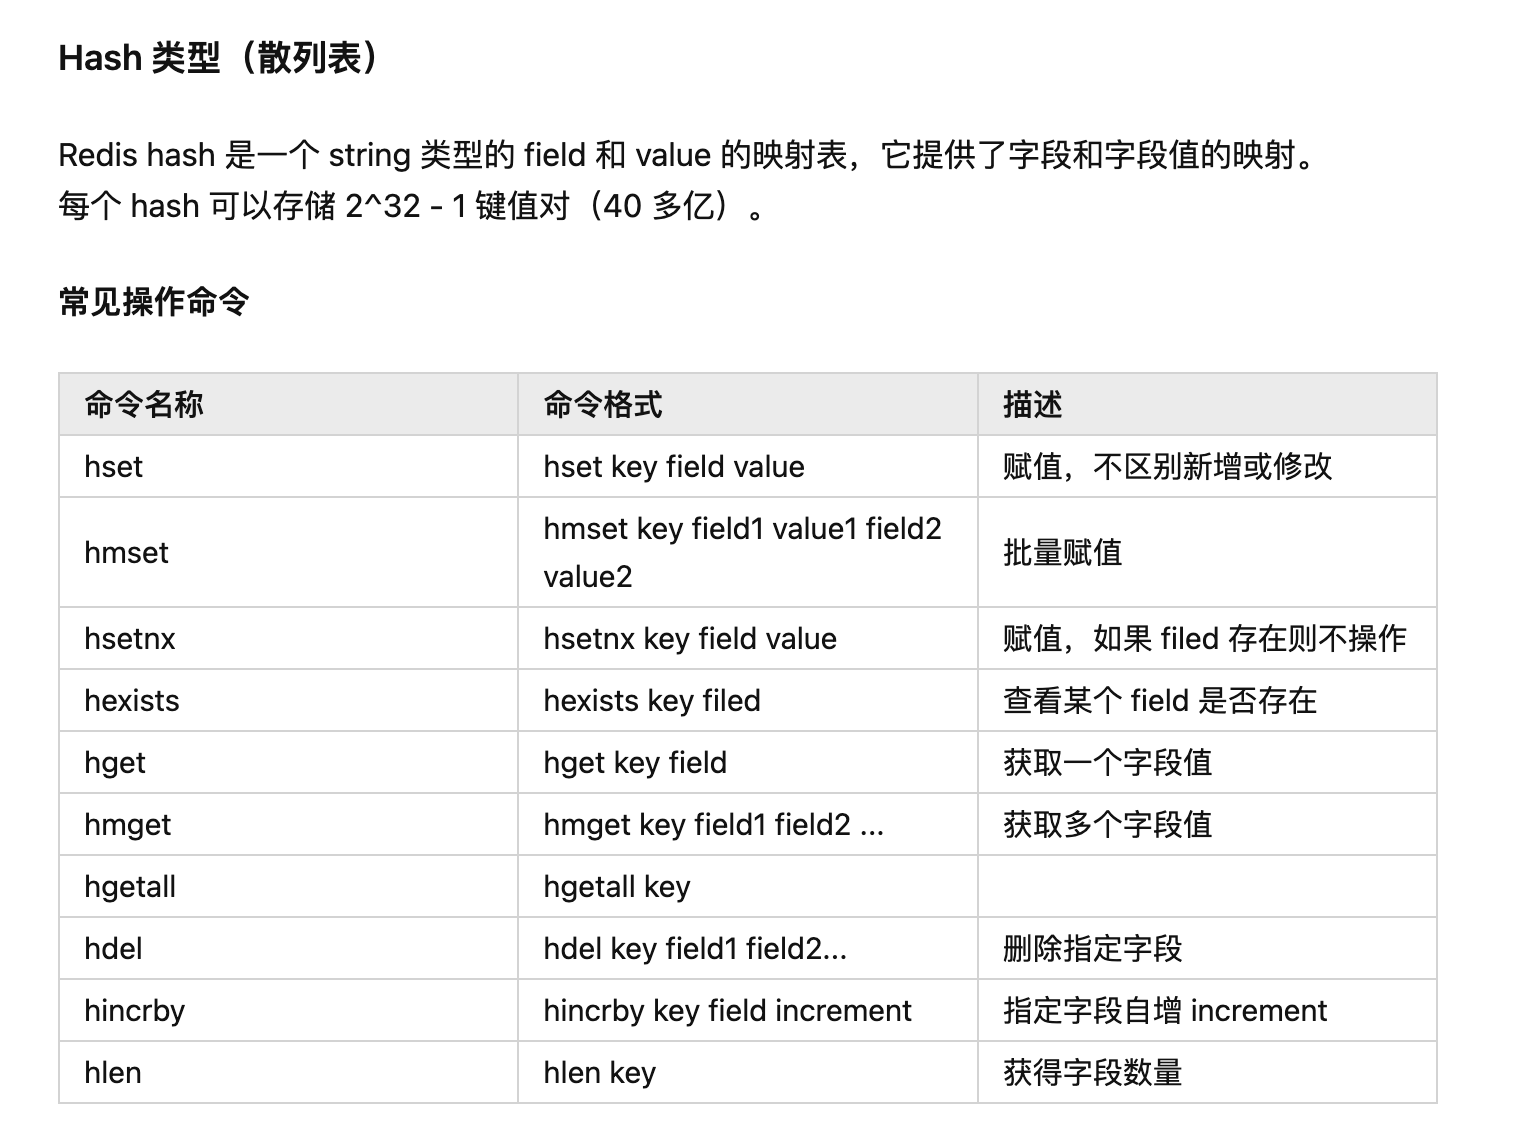 Hash 类型（散列表）
Redis hash 是一个 string 类型的 field 和 value 的映射表，它提供了字段和字段值的映射。
每个 hash 可以存储 2^32 - 1 键值对（40 多亿）。
常见操作命令
命令名称 命令格式 描述
hset hset key field value 赋值，不区别新增或修改
hmset hmset key field1 value1 field2
value2 批量赋值
hsetnx hsetnx key field value 赋值，如果 filed 存在则不操作
hexists hexists key filed 查看某个 field 是否存在
hget hget key field 获取一个字段值
hmget hmget key field1 field2 ... 获取多个字段值
hgetall hgetall key
hdel hdel key field1 field2... 删除指定字段
hincrby hincrby key field increment 指定字段自增 increment
hlen hlen key 获得字段数量